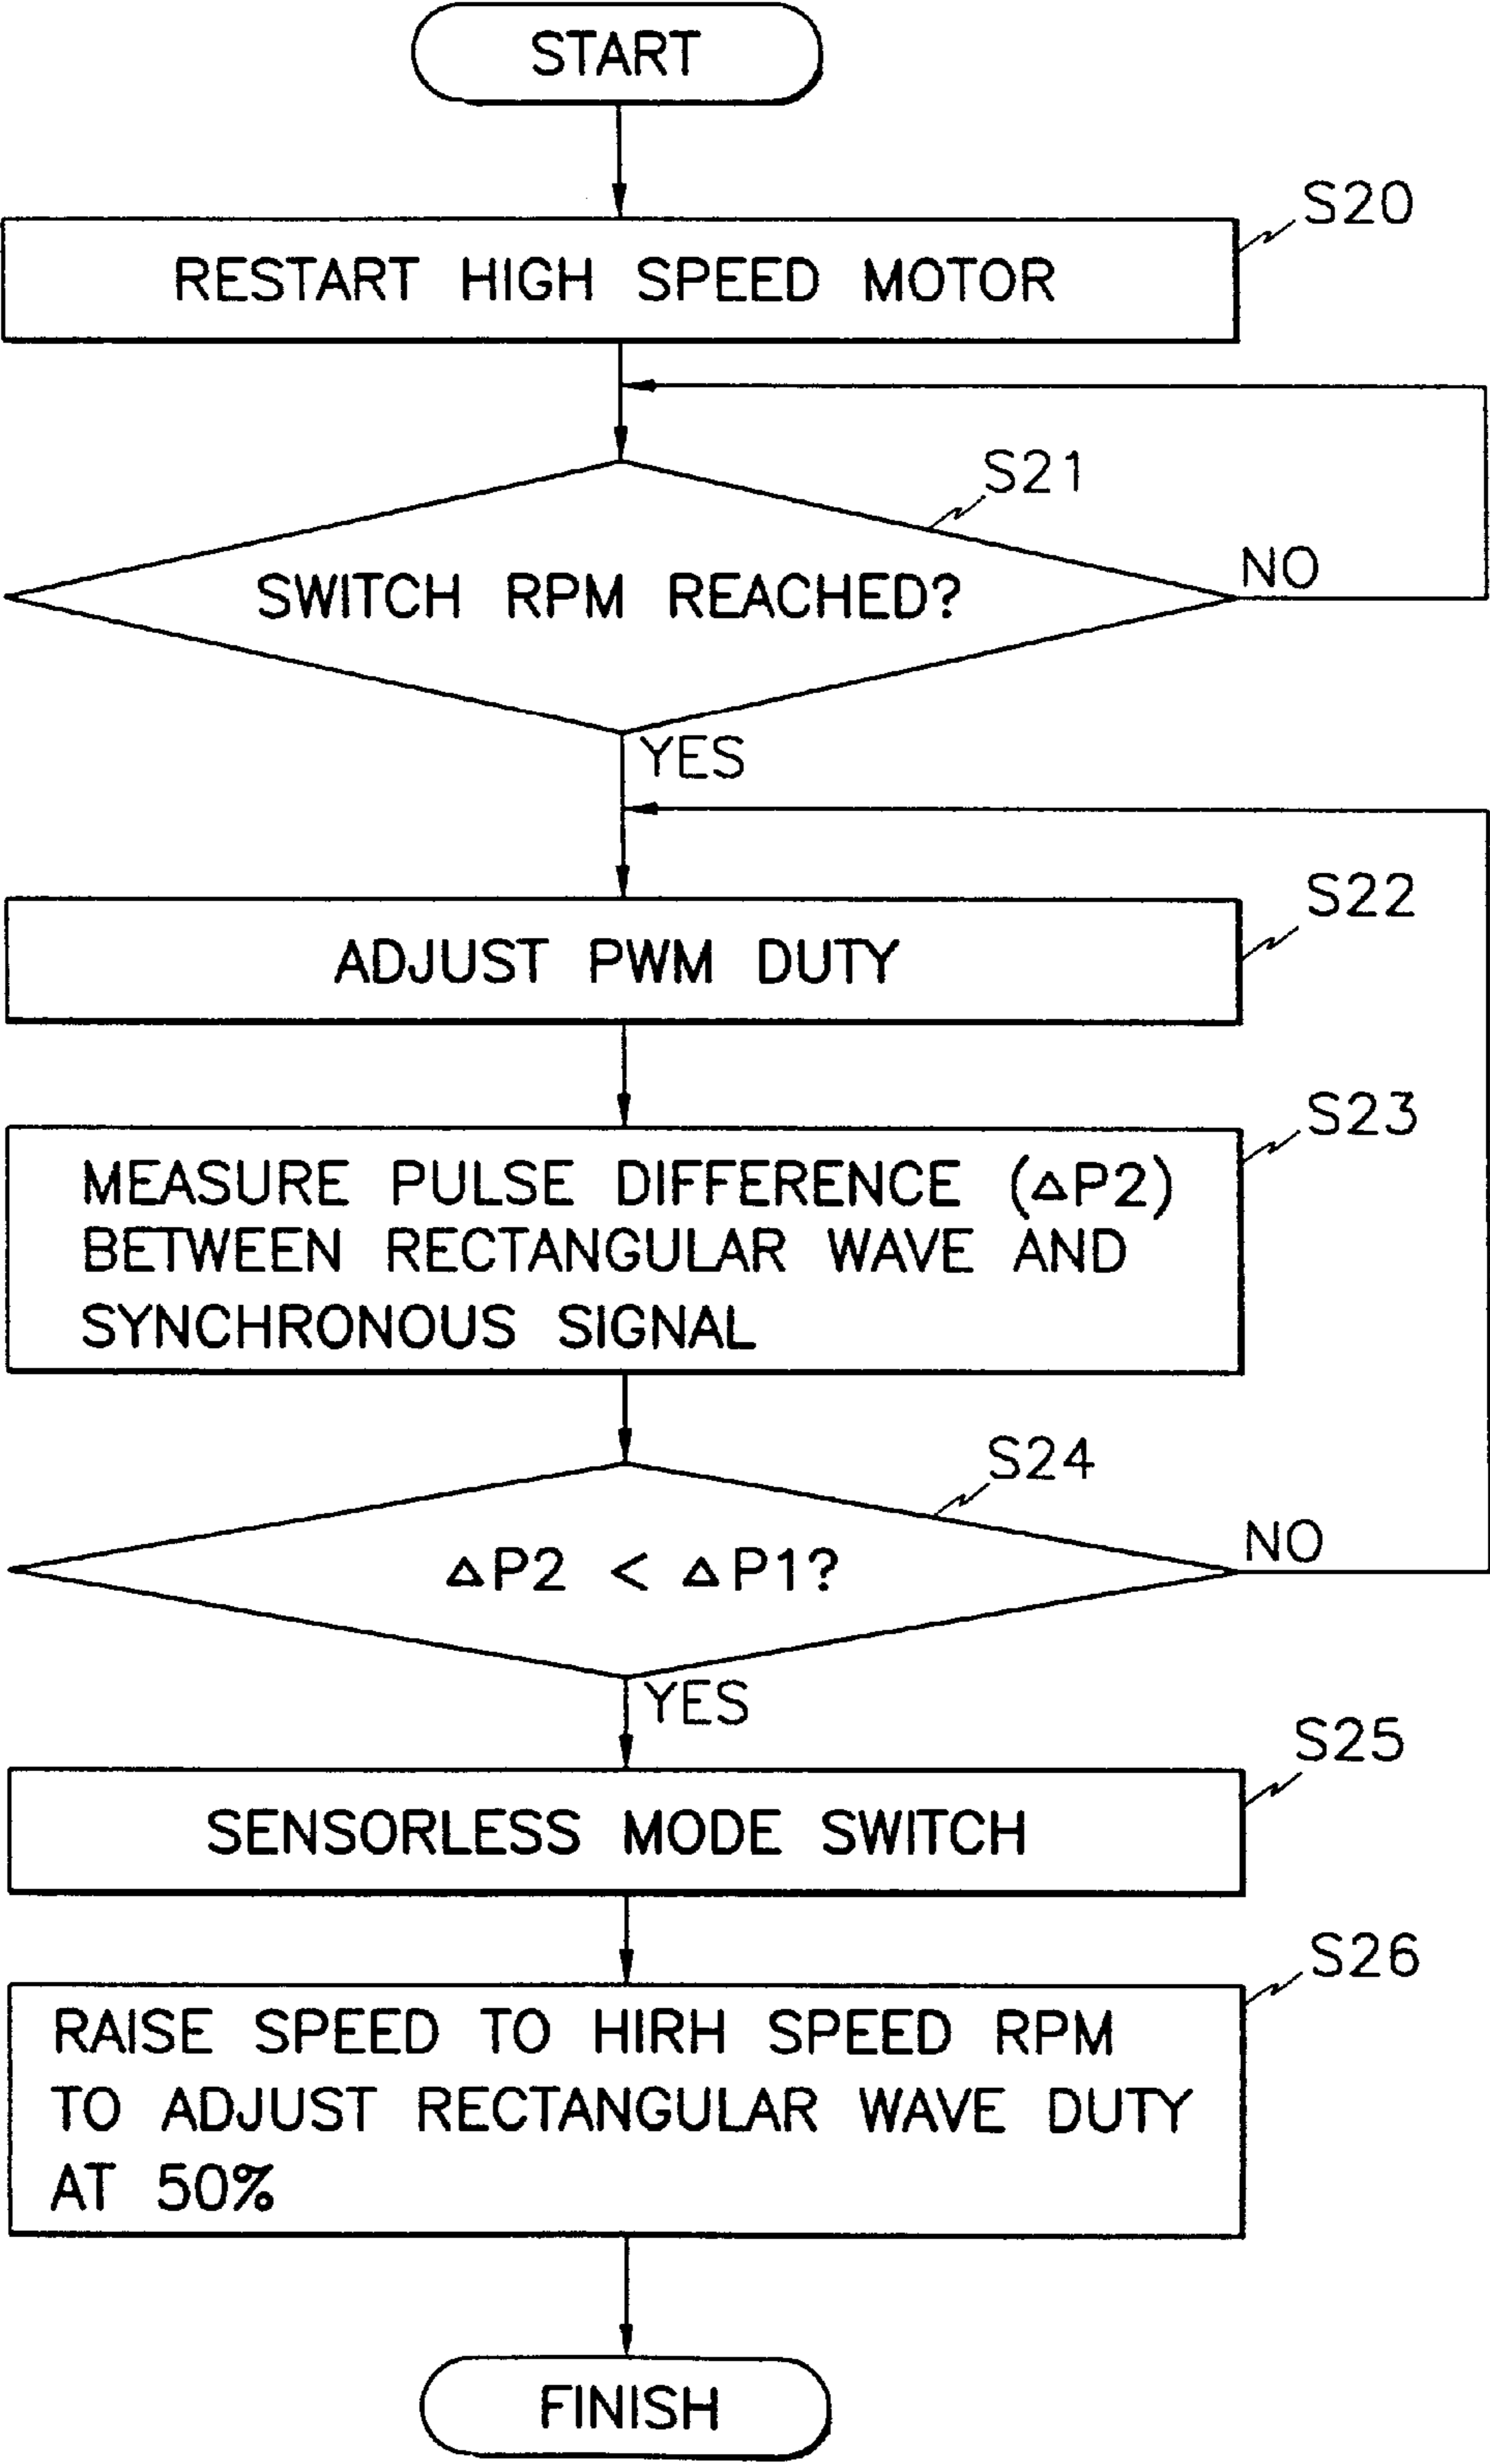 START
S20
RESTART HIGH SPEED MOTOR
S21
SWITCH RPM REACHED?
NO
YES
S22
ADJUST PWM DUTY
S23
MEASURE PULSE DIFFERENCE (△P2)
BETWEEN RECTANGULAR WAVE AND
SYNCHRONOUS SIGNAL
S24
△P2 < △P1?
NO
YES
S25
SENSORLESS MODE SWITCH
S26
RAISE SPEED TO HIRH SPEED RPM
TO ADJUST RECTANGULAR WAVE DUTY
AT 50%
FINISH